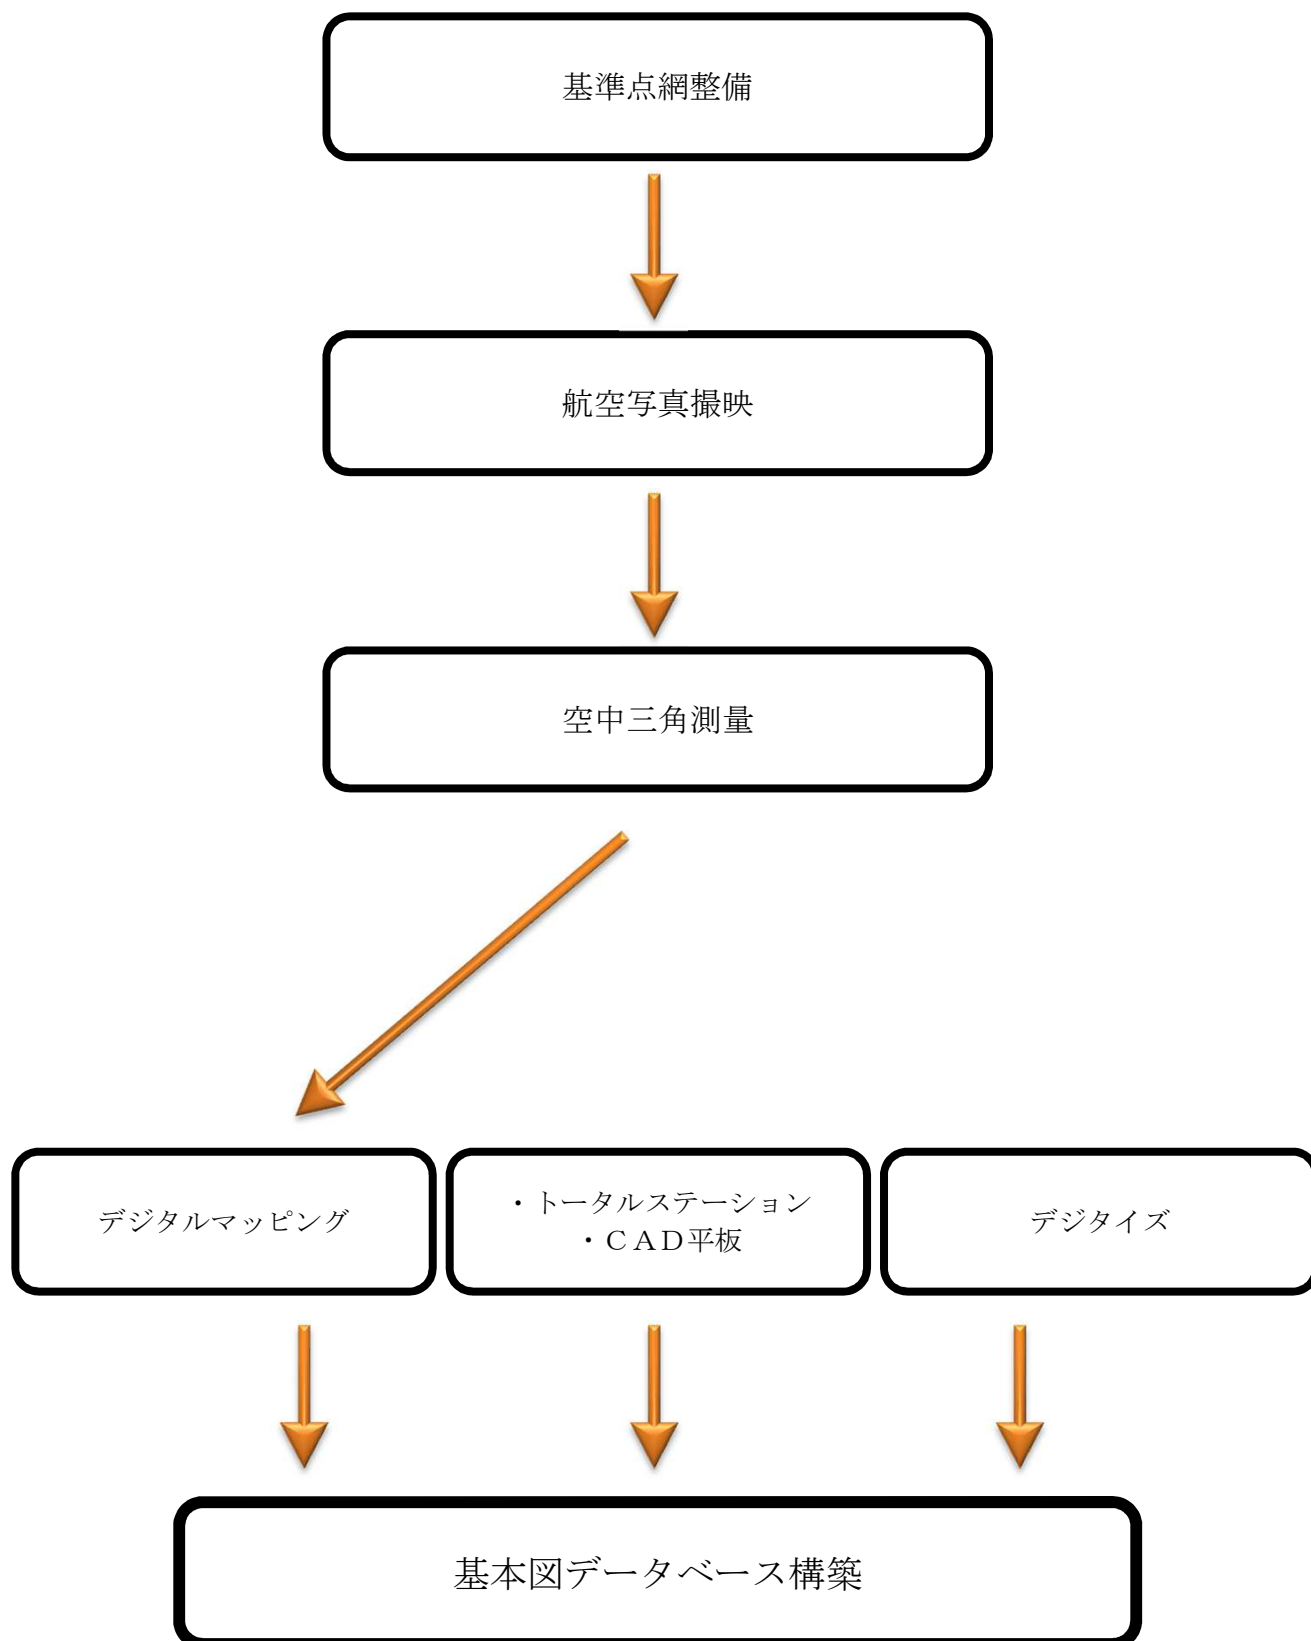 基準点網整備
航空写真撮映
空中三角測量
デジタルマッピング
・トータルステーション
・ＣＡＤ平板
デジタイズ
基本図データベース構築